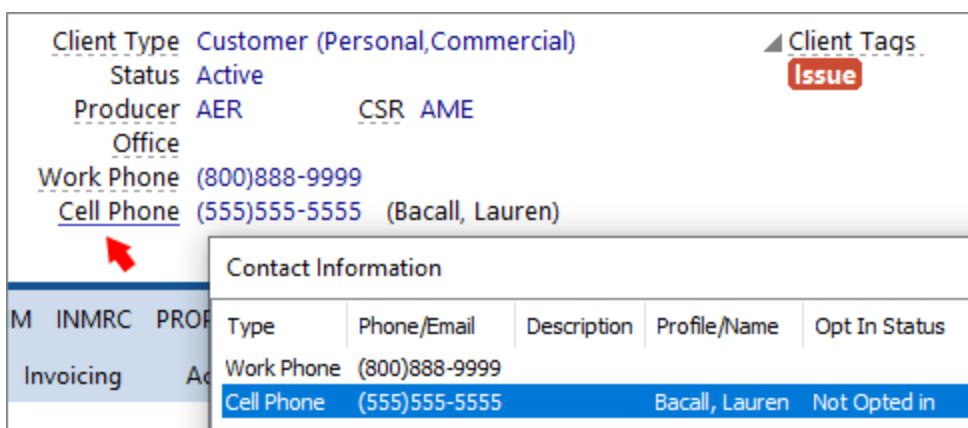 Client Type Customer (Personal,Commercial) Client Tags
Status Active Issue
Producer AER CSR AME
Office
Work Phone (800)888-9999
Cell Phone (555)555-5555 (Bacall, Lauren)
Contact Information
M INMRC
Type Phone/Email Description Profile/Name Opt In Status
Work Phone (800)888-9999
Invoicing
Cell Phone (555)555-5555 Bacall, Lauren Not Opted in